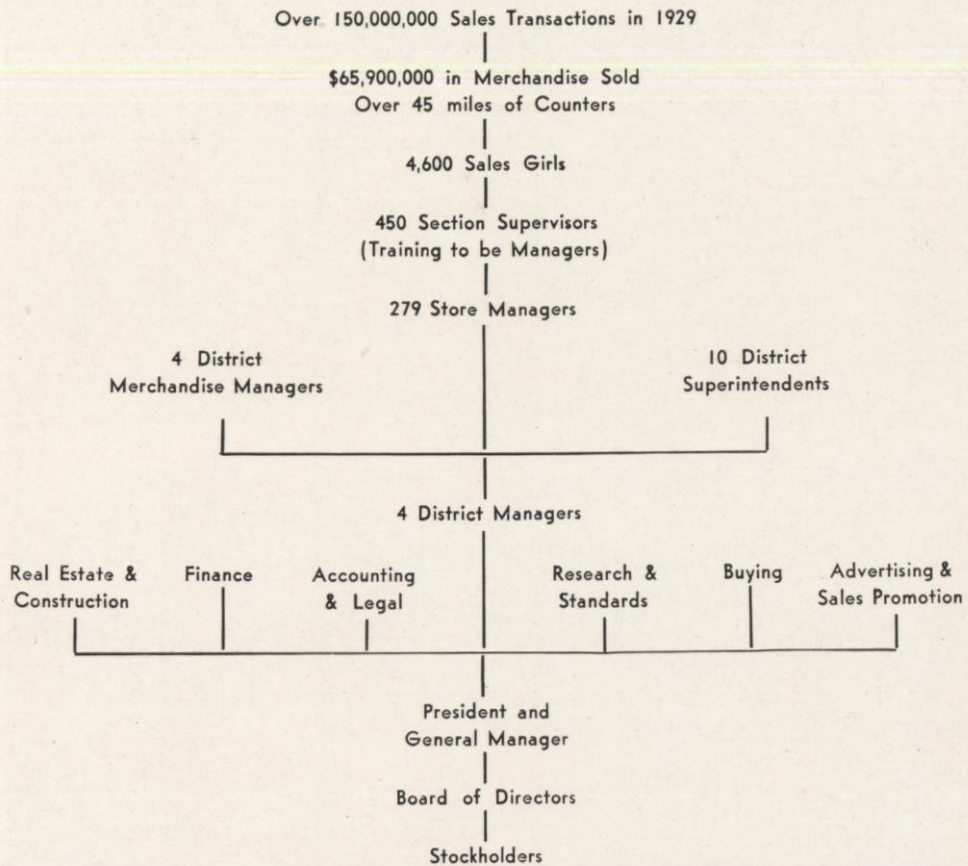 Over 150,000,000 Sales Transactions in 1929
$65,900,000 in Merchandise Sold
Over 45 miles of Counters
4,600 Sales Girls
450 Section Supervisors
(Training to be Managers)
279 Store Managers
4 District
Merchandise Managers
10 District
Superintendents
4 District Managers
Real Estate &
Construction
Finance
Accounting
& Legal
Research &
Standards
Buying
Advertising &
Sales Promotion
President and
General Manager
Board of Directors
Stockholders